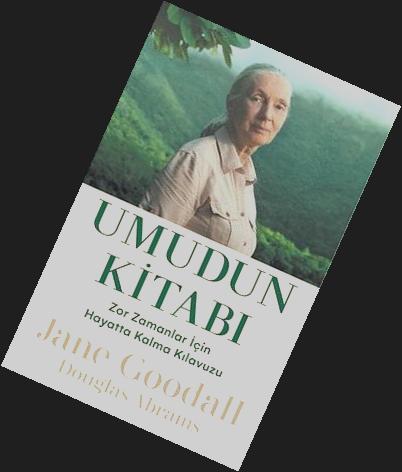 UMUDUN
KİTABI
Zor Zamanlar İçin
Hayatta Kalma Kılavuzu
Jane Goodall
Douglas Abrams